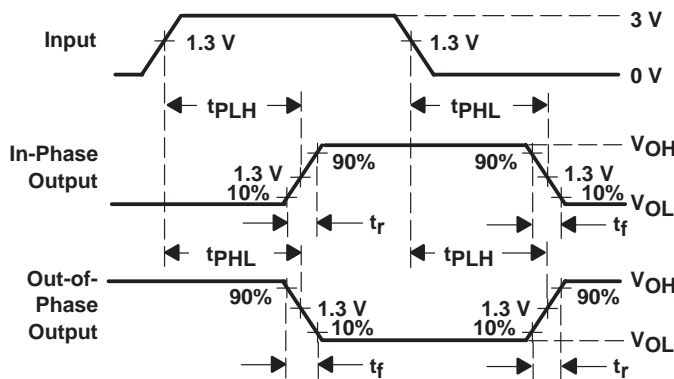 Input
1.3 V
1.3 V
3 V
0 V
tPLH
tPHL
In-Phase
Output
1.3 V
10%
90%
90%
1.3 V
10%
VOH
VOL
tr
tf
tPHL
tPLH
Out-of-
Phase
Output
90%
1.3 V
10%
1.3 V
10%
90%
VOH
VOL
tf
tr